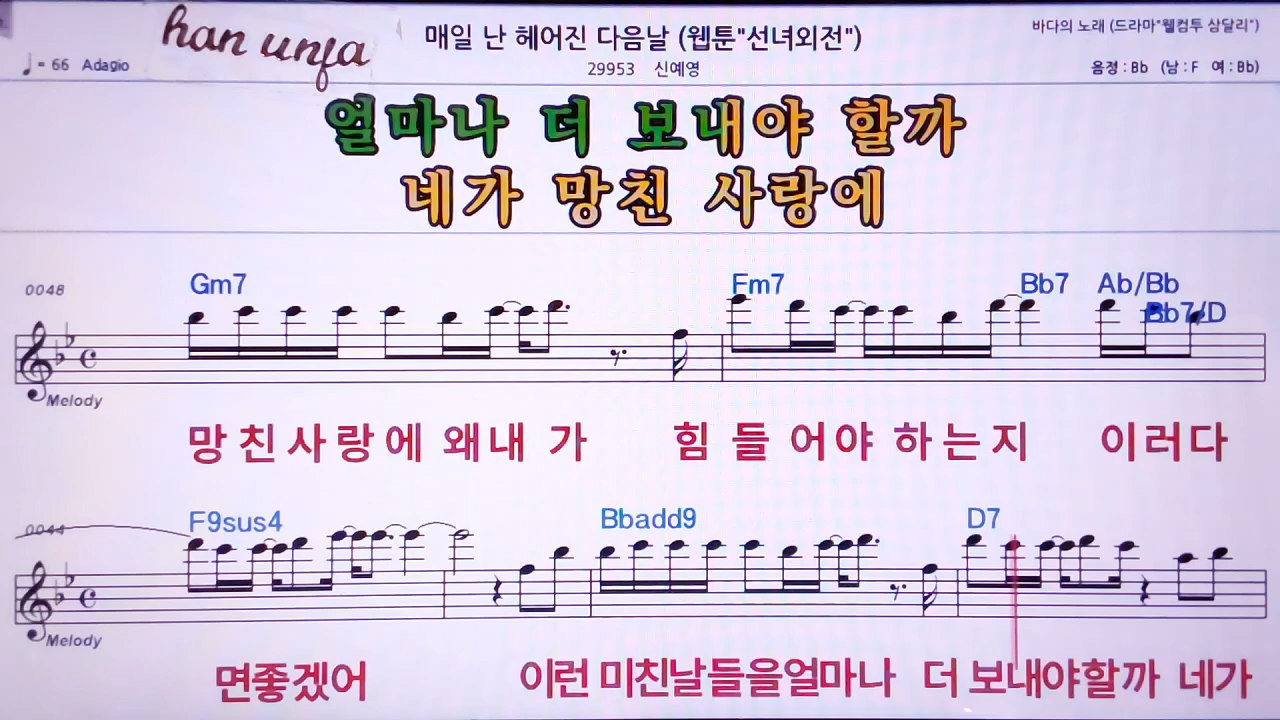 han unja
매일 난 헤어진 다음날 (웹툰"선녀외전")
바다의 노래 (드라마"웰컴투 삼달리")
♩= 66 Adagio
29953 신예영
음정 : Bb (남 : F 여 : Bb)
얼마나 더 보내야 할까
네가 망친 사랑에
0048
Gm7 Fm7 Bb7 Ab/Bb
Bb7/D
Melody
망친사랑에 왜내 가 힘 들 어야 하는지 이러다
0044
F9sus4 Bbadd9 D7
Melody
면좋겠어 이런 미친날들을얼마나 더 보내야할까 네가